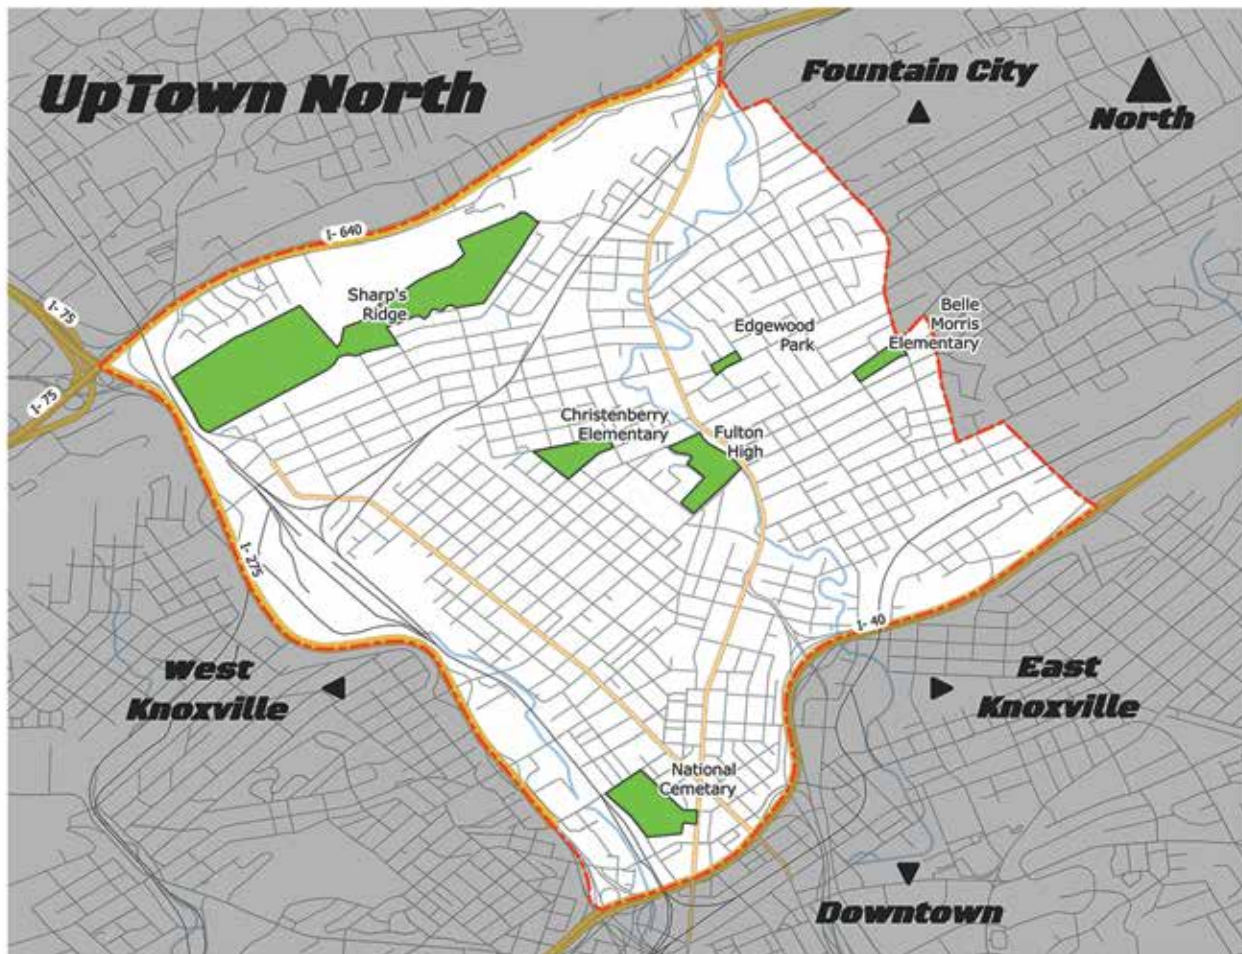 UpTown North
Fountain City
North
I- 640
I- 75
I- 75
Sharp's
Ridge
Edgewood
Park
Belle
Morris
Elementary
Christenberry
Elementary
Fulton
High
I- 275
I- 40
West
Knoxville
East
Knoxville
National
Cemetary
Downtown